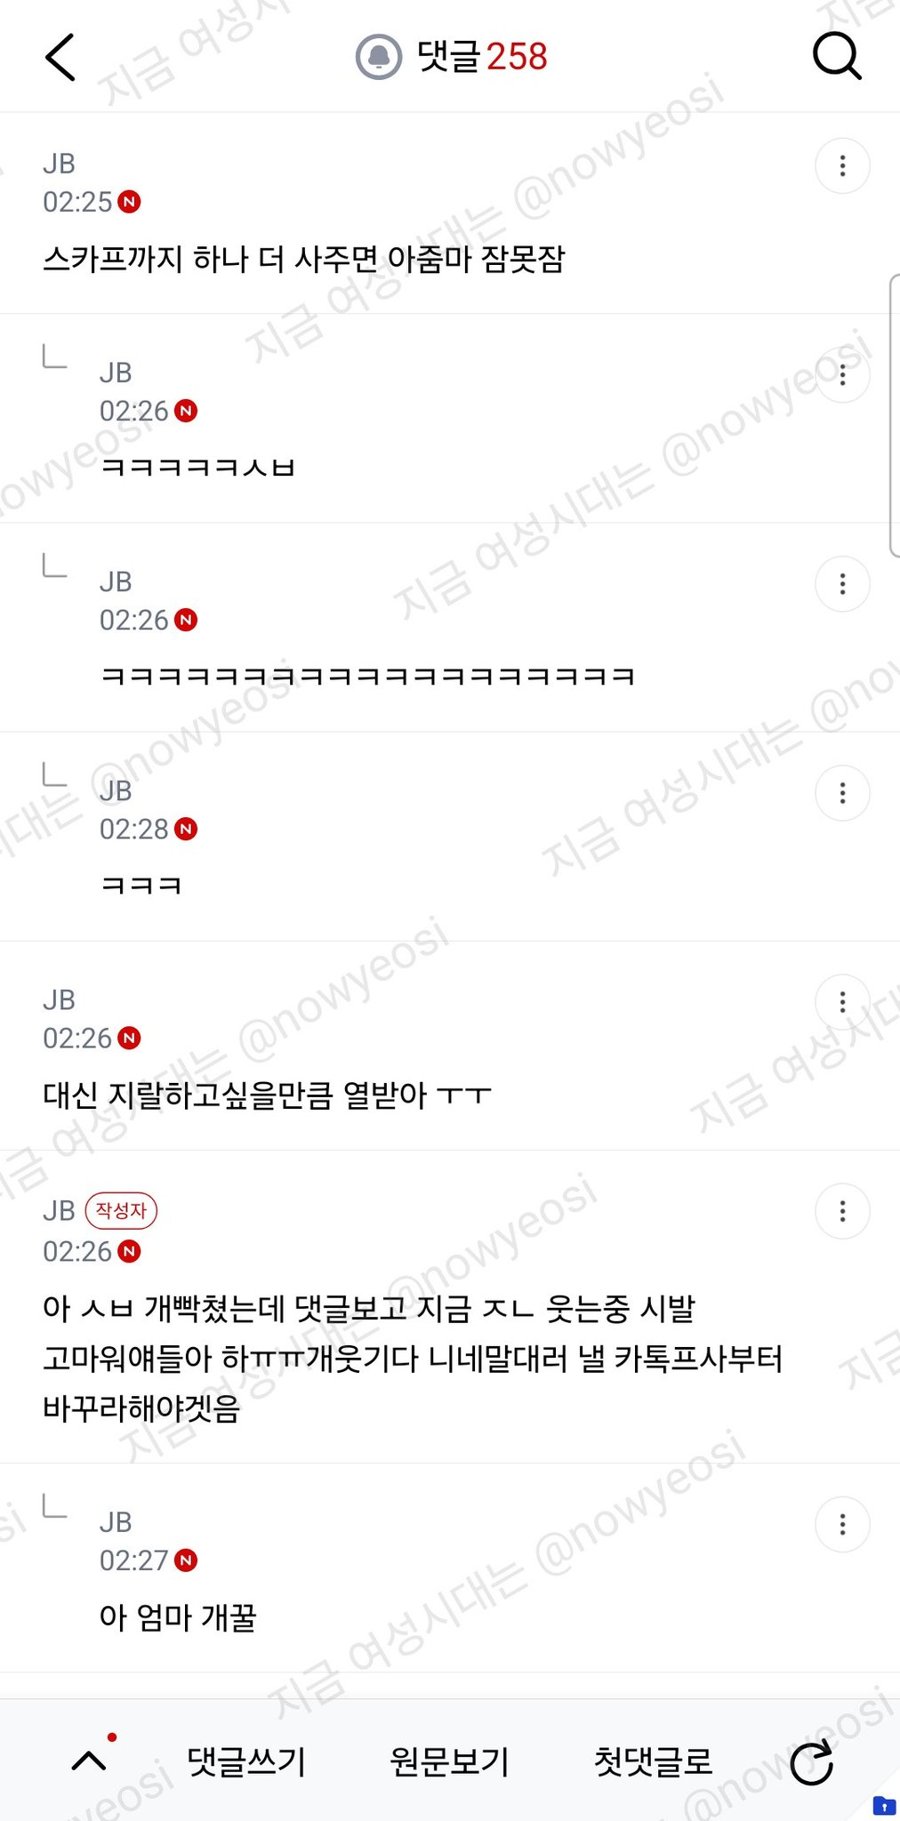 댓글 258
JB
02:25 N
스카프까지 하나 더 사주면 아줌마 잠못잠
JB
02:26 N
ㅋㅋㅋㅋㅋㅅㅂ
JB
02:26 N
ㅋㅋㅋㅋㅋㅋㅋㅋㅋㅋㅋㅋㅋㅋㅋㅋㅋㅋㅋ
JB
02:28 N
ㅋㅋㅋ
JB
02:26 N
대신 지랄하고싶을만큼 열받아 ㅜㅜ
JB 작성자
02:26 N
아 ㅅㅂ 개빡쳤는데 댓글보고 지금 ㅈㄴ 웃는중 시발
고마워얘들아 하ㅠㅠ개웃기다 니네말대러 낼 카톡프사부터
바꾸라해야겟음
JB
02:27 N
아 엄마 개꿀
댓글쓰기 원문보기 첫댓글로
지금 여성시대는 @nowyeosi